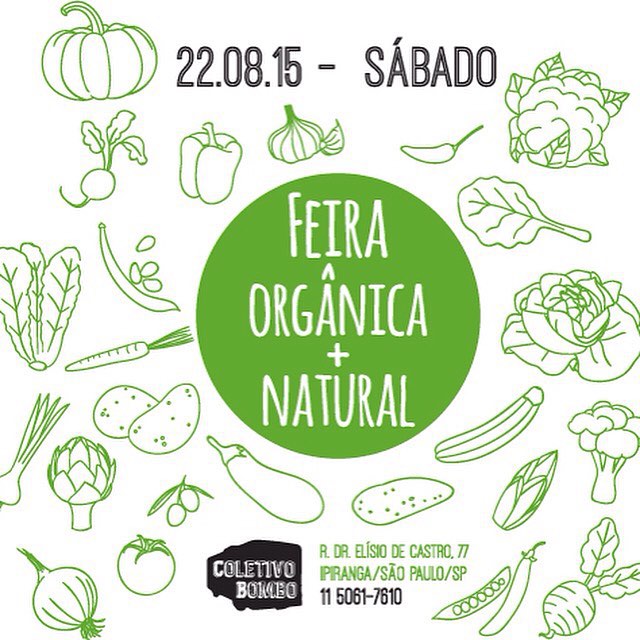 22.08.15 - SÁBADO
FEIRA
ORGÂNICA
+
NATURAL
COLETIVO
BOMBO
R. DR. ELÍSIO DE CASTRO, 77
IPIRANGA/SÃO PAULO/SP
11 5061-7610